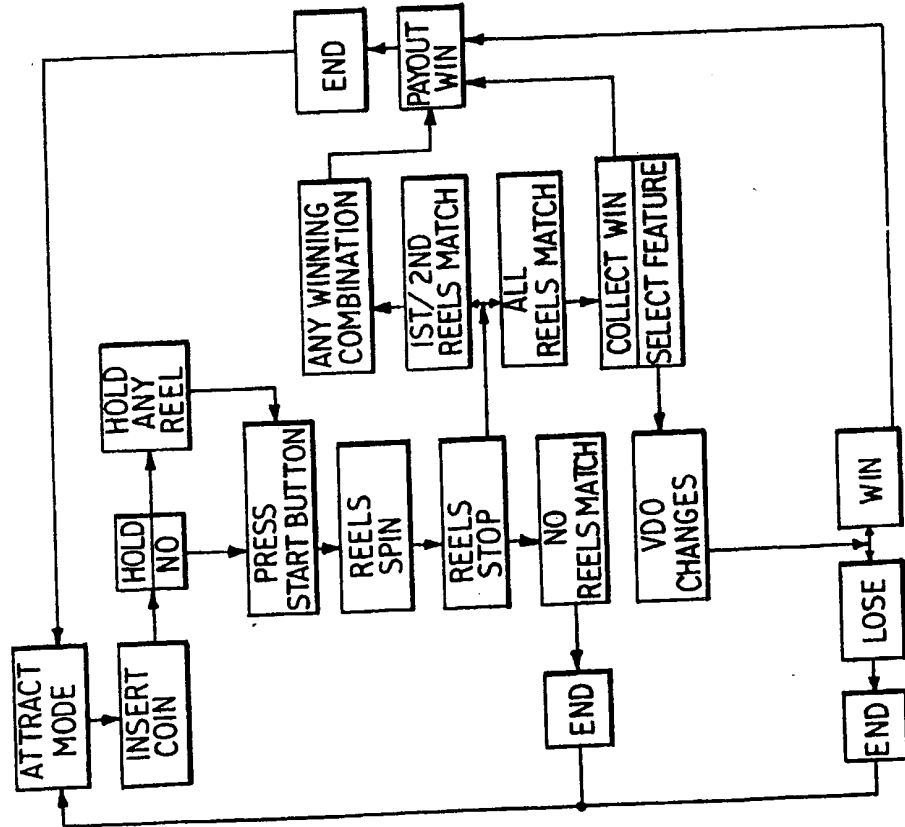 ATTRACT
MODE
INSERT
COIN
HOLD
NO
HOLD
ANY
REEL
PRESS
START BUTTON
REELS
SPIN
REELS
STOP
NO
REELS MATCH
END
ANY WINNING
COMBINATION
1ST/2ND
REELS MATCH
ALL
REELS MATCH
COLLECT WIN
SELECT FEATURE
PAYOUT
WIN
END
VDO
CHANGES
WIN
LOSE
END